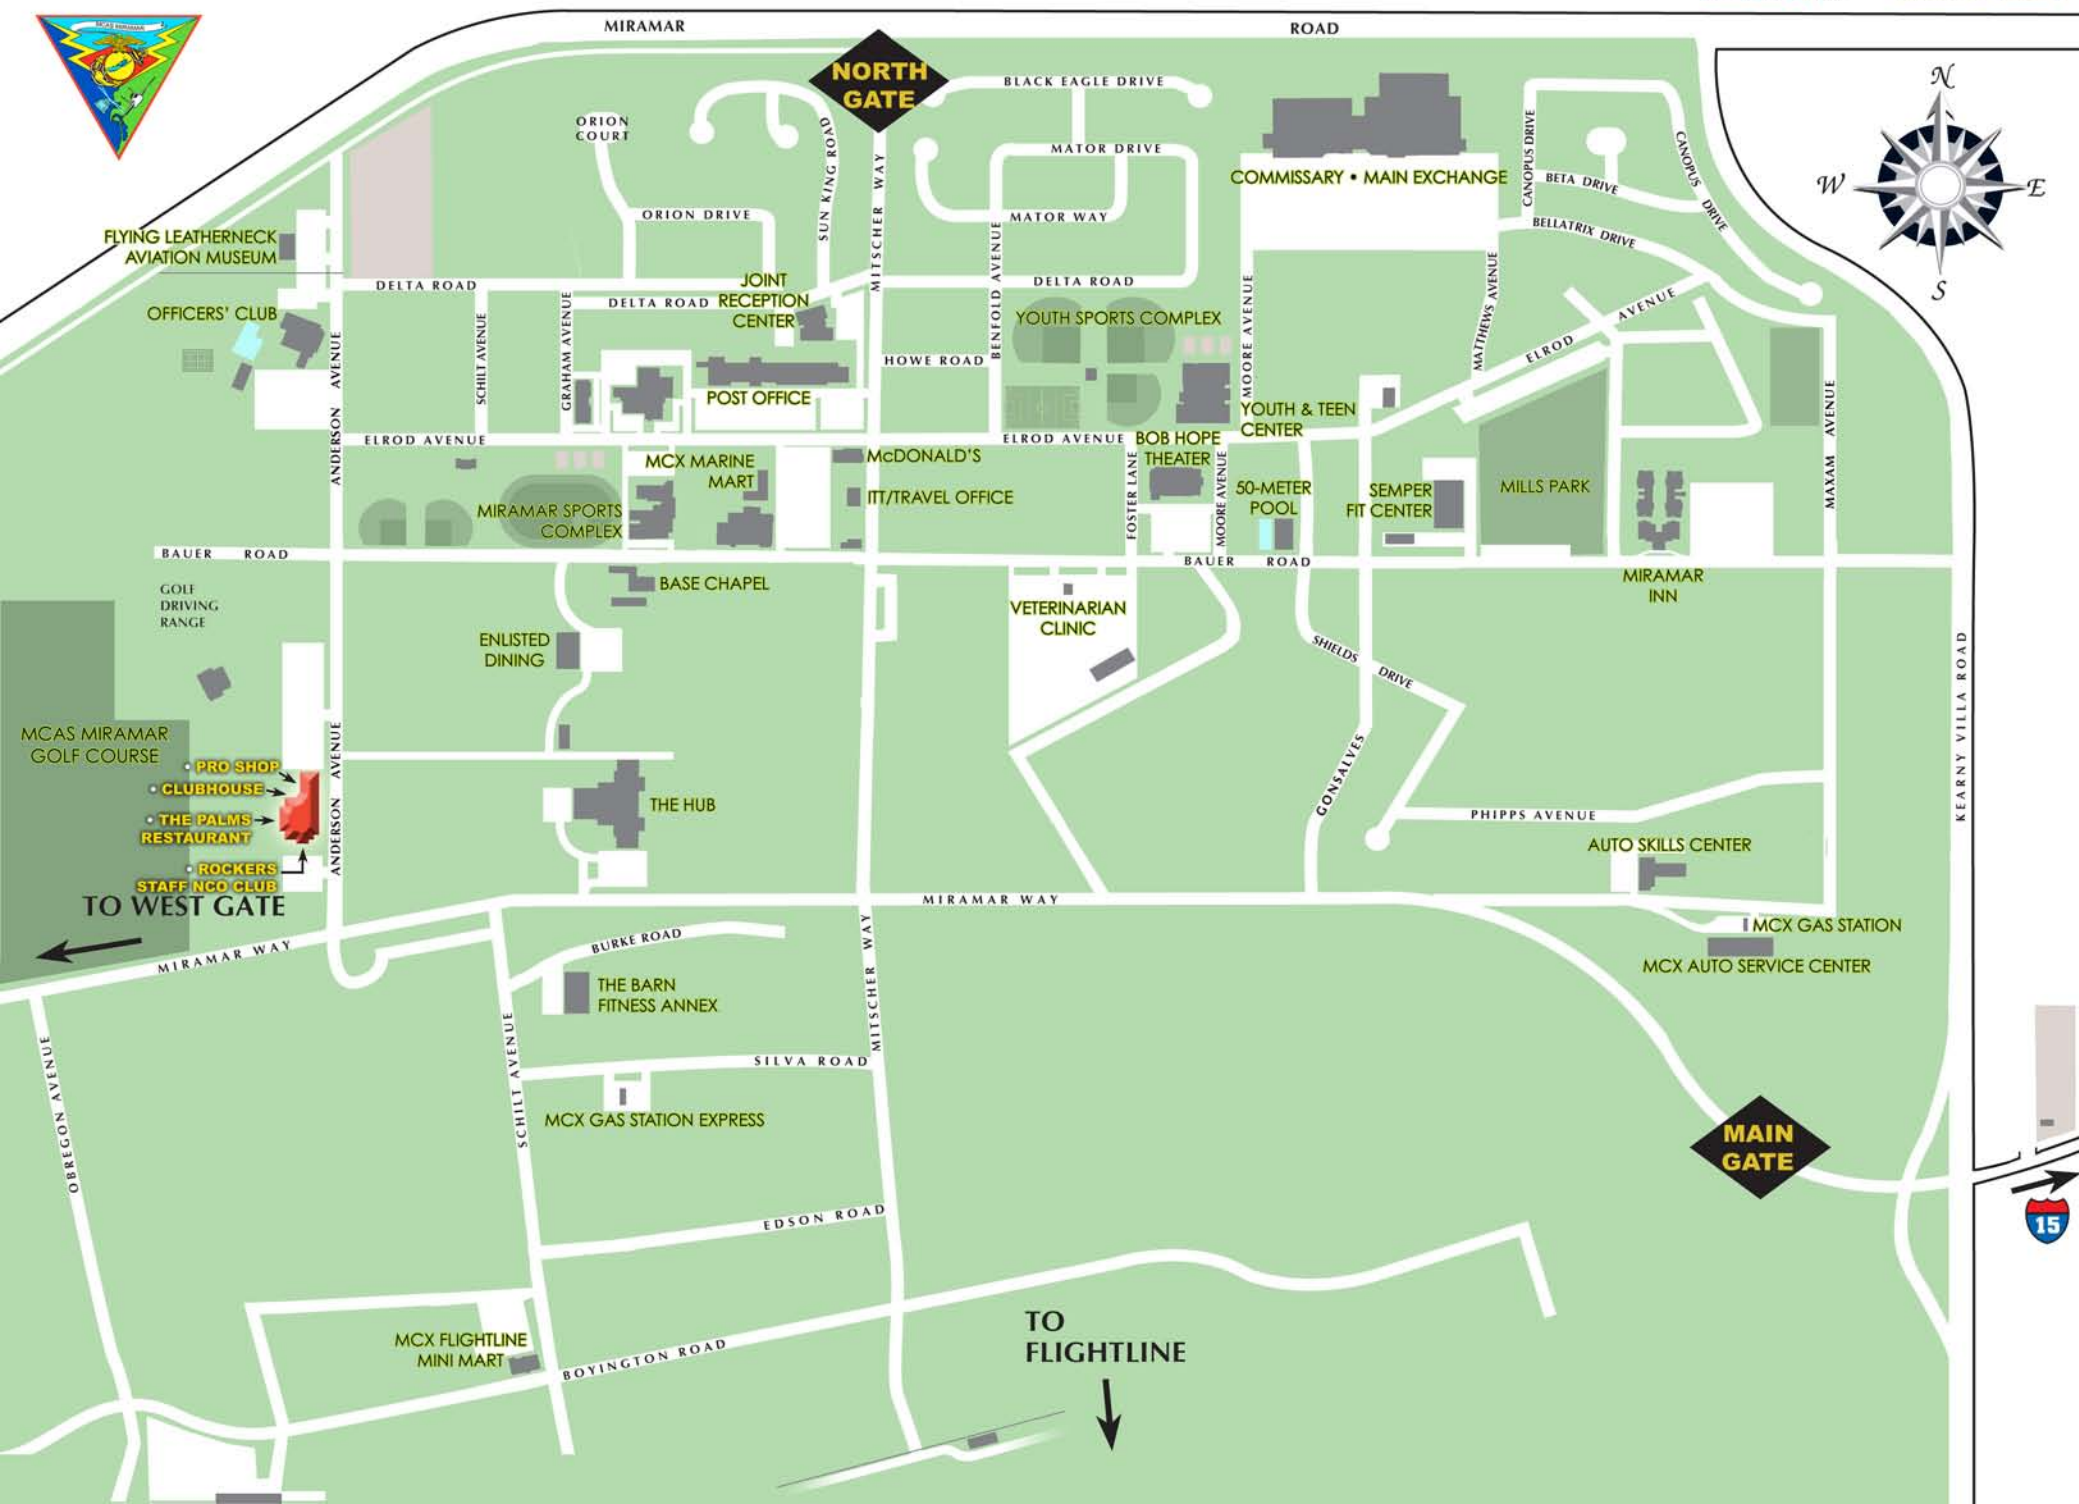 MIRAMAR ROAD
MCAS MIRAMAR
NORTH
GATE
BLACK EAGLE DRIVE
N
W
E
S
ORION
COURT
SUN KING ROAD
MITSCHER WAY
MATOR DRIVE
COMMISSARY • MAIN EXCHANGE
CANOPUS DRIVE
CANOPUS DRIVE
BETA DRIVE
ORION DRIVE
MATOR WAY
BELLATRIX DRIVE
FLYING LEATHERNECK
AVIATION MUSEUM
DELTA ROAD
DELTA ROAD
JOINT
RECEPTION
CENTER
BENFOLD AVENUE
DELTA ROAD
MOORE AVENUE
MATTHEWS AVENUE
OFFICERS' CLUB
ANDERSON AVENUE
SCHILT AVENUE
GRAHAM AVENUE
YOUTH SPORTS COMPLEX
ELROD AVENUE
HOWE ROAD
POST OFFICE
YOUTH & TEEN
CENTER
MAXAM AVENUE
ELROD AVENUE
ELROD AVENUE
BOB HOPE
THEATER
MCX MARINE
MART
McDONALD'S
ITT/TRAVEL OFFICE
FOSTER LANE
MOORE AVENUE
50-METER
POOL
SEMPER
FIT CENTER
MILLS PARK
MIRAMAR SPORTS
COMPLEX
BAUER ROAD
BAUER ROAD
MIRAMAR
INN
GOLF
DRIVING
RANGE
BASE CHAPEL
VETERINARIAN
CLINIC
ENLISTED
DINING
SHIELDS DRIVE
KEARNY VILLA ROAD
MCAS MIRAMAR
GOLF COURSE
ANDERSON AVENUE
• PRO SHOP
• CLUBHOUSE
• THE PALMS
RESTAURANT
• ROCKERS
STAFF NCO CLUB
THE HUB
GONSALVES
PHIPPS AVENUE
AUTO SKILLS CENTER
TO WEST GATE
MIRAMAR WAY
MIRAMAR WAY
MCX GAS STATION
MCX AUTO SERVICE CENTER
BURKE ROAD
THE BARN
FITNESS ANNEX
MITSCHER WAY
OBREGON AVENUE
SCHILT AVENUE
SILVA ROAD
MCX GAS STATION EXPRESS
MAIN
GATE
15
EDSON ROAD
MCX FLIGHTLINE
MINI MART
BOYINGTON ROAD
TO
FLIGHTLINE